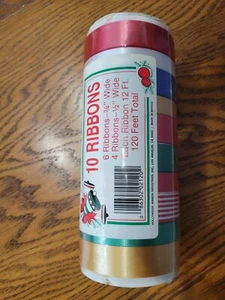 10 RIBBONS
6 Ribbons—¾" Wide
4 Ribbons—½" Wide
Each Ribbon 12 Ft.
120 Feet Total